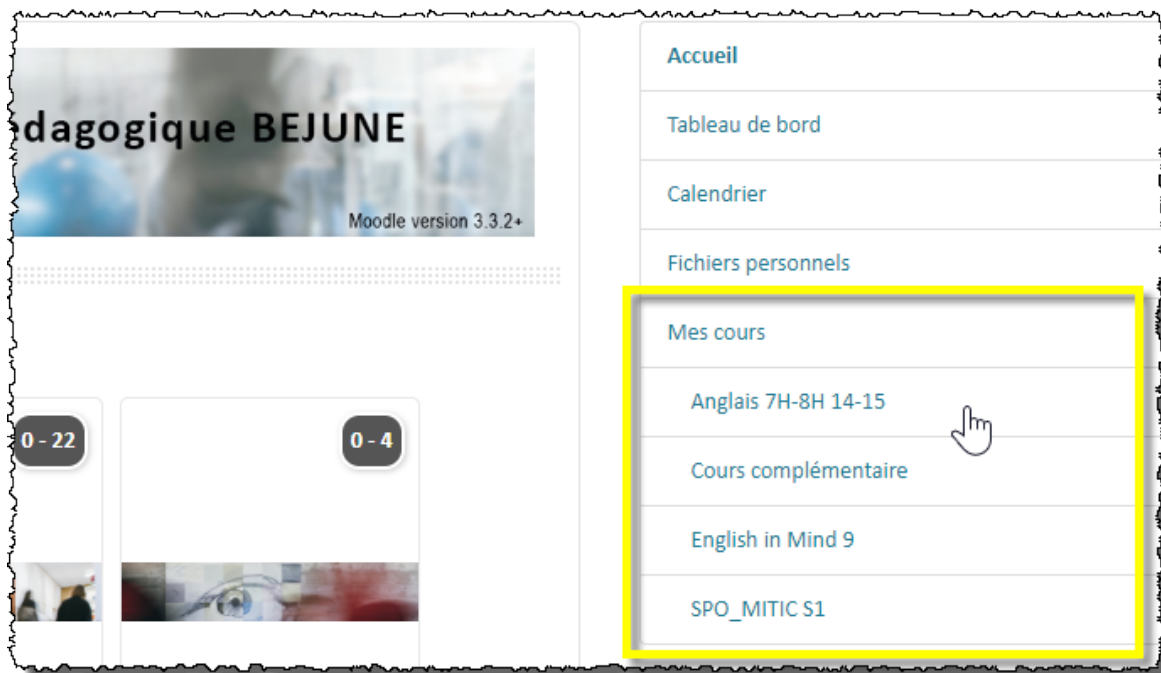 édagogique BEJUNE
Moodle version 3.3.2+
0 - 22
0 - 4
Accueil
Tableau de bord
Calendrier
Fichiers personnels
Mes cours
Anglais 7H-8H 14-15
Cours complémentaire
English in Mind 9
SPO_MITIC S1